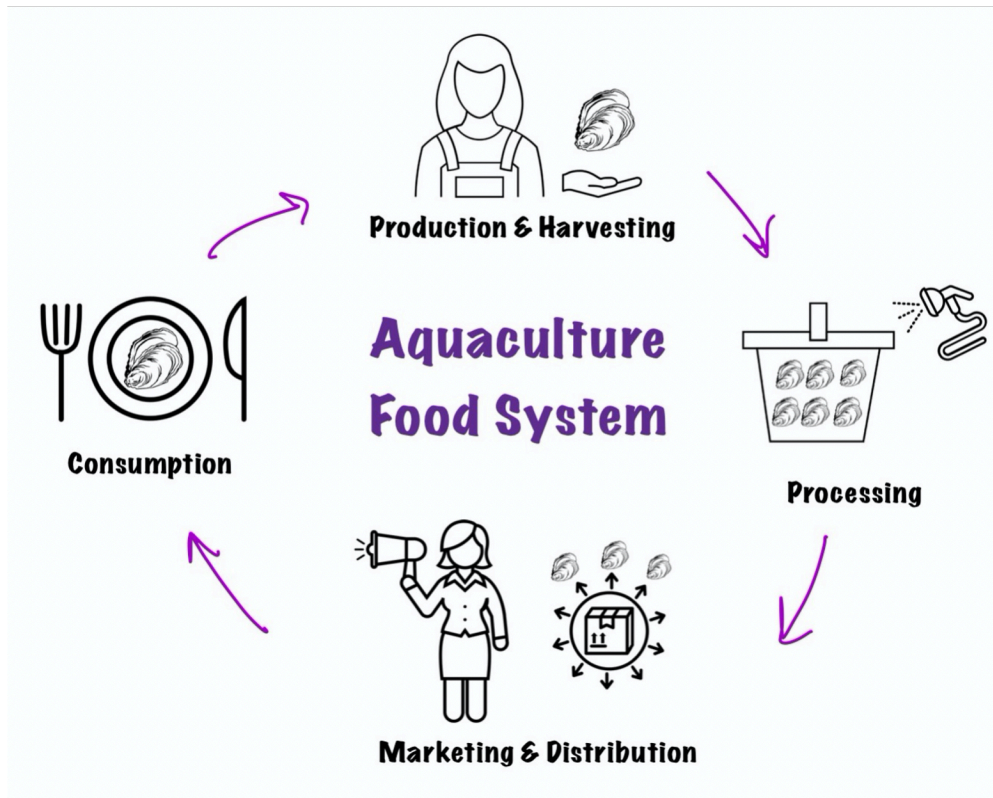 Production & Harvesting
Aquaculture
Food System
Consumption
Processing
Marketing & Distribution